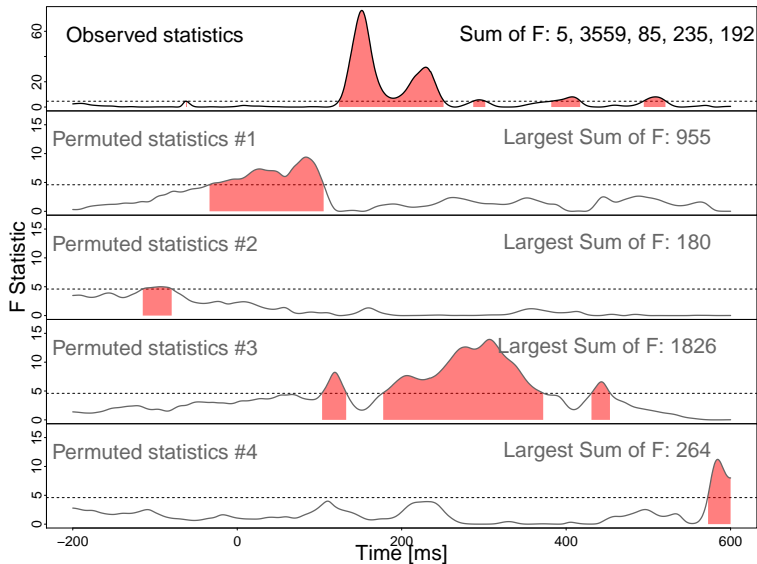 Observed statistics
Sum of F: 5, 3559, 85, 235, 192
60
20
0
Permuted statistics #1
Largest Sum of F: 955
15
10
5
0
Permuted statistics #2
Largest Sum of F: 180
15
10
5
0
Permuted statistics #3
Largest Sum of F: 1826
15
10
5
0
Permuted statistics #4
Largest Sum of F: 264
15
10
5
0
F Statistic
−200
0
200
400
600
Time [ms]